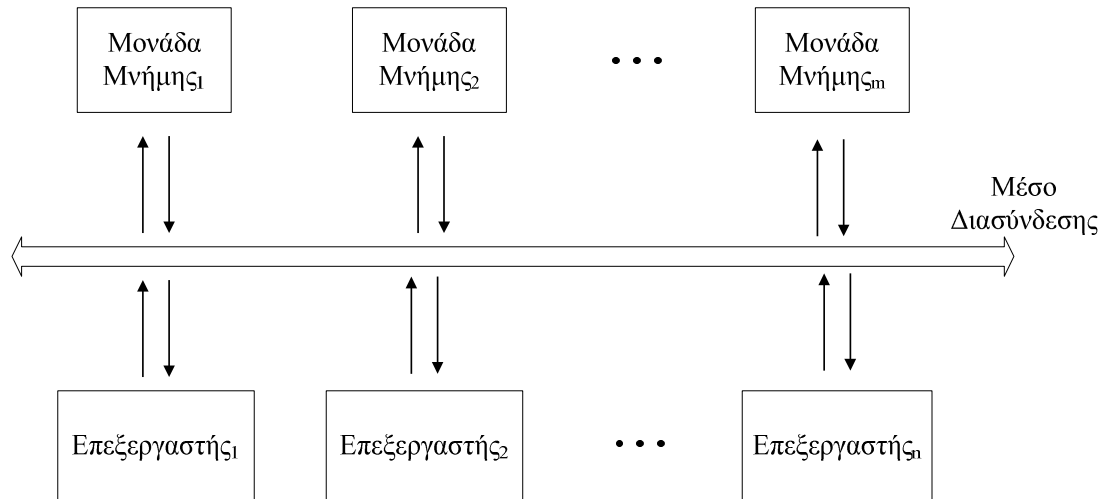 Μονάδα
Μνήμης1
Μονάδα
Μνήμης2
• • •
Μονάδα
Μνήμηςm
Μέσο
Διασύνδεσης
Επεξεργαστής1
Επεξεργαστής2
• • •
Επεξεργαστήςn